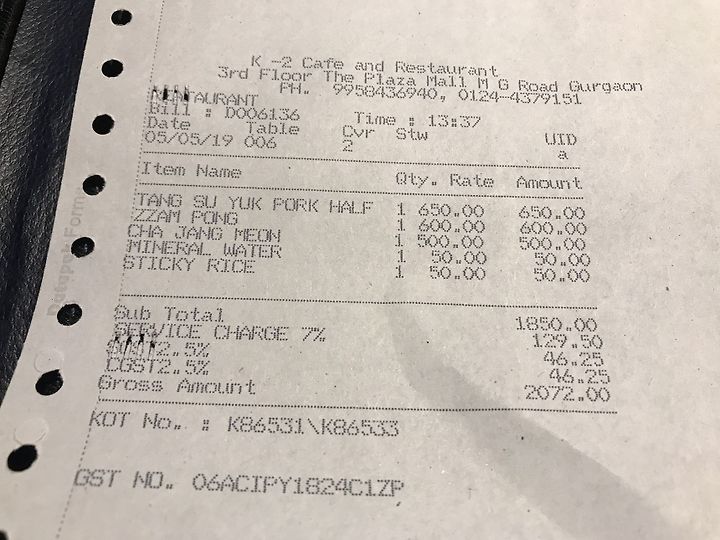 K -2 Cafe and Restaurant
3rd Floor The Plaza Mall M G Road Gurgaon
PH. 9958436940, 0124-4379151
RESTAURANT
Bill : D006136 Time : 13:37
Date Table Cvr Stw UID
05/05/19 006 2 a
Item Name Qty. Rate Amount
TANG SU YUK PORK HALF 1 650.00 650.00
ZZAM PONG 1 600.00 600.00
CHA JANG MEON 1 500.00 500.00
MINERAL WATER 1 50.00 50.00
STICKY RICE 1 50.00 50.00
Sub Total 1850.00
SERVICE CHARGE 7% 129.50
SGST2.5% 46.25
CGST2.5% 46.25
Gross Amount 2072.00
KOT No. : K86531\K86533
GST NO. 06ACIPY1824C1ZP